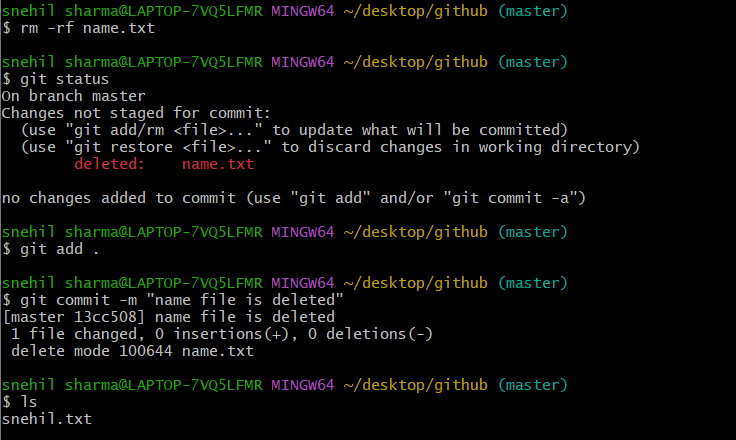 snehil sharma@LAPTOP-7VQ5LFMR MINGW64 ~/desktop/github (master)
$ rm -rf name.txt
snehil sharma@LAPTOP-7VQ5LFMR MINGW64 ~/desktop/github (master)
$ git status
On branch master
Changes not staged for commit:
  (use "git add/rm <file>..." to update what will be committed)
  (use "git restore <file>..." to discard changes in working directory)
        deleted:    name.txt
no changes added to commit (use "git add" and/or "git commit -a")
snehil sharma@LAPTOP-7VQ5LFMR MINGW64 ~/desktop/github (master)
$ git add .
snehil sharma@LAPTOP-7VQ5LFMR MINGW64 ~/desktop/github (master)
$ git commit -m "name file is deleted"
[master 13cc508] name file is deleted
 1 file changed, 0 insertions(+), 0 deletions(-)
 delete mode 100644 name.txt
snehil sharma@LAPTOP-7VQ5LFMR MINGW64 ~/desktop/github (master)
$ ls
snehil.txt